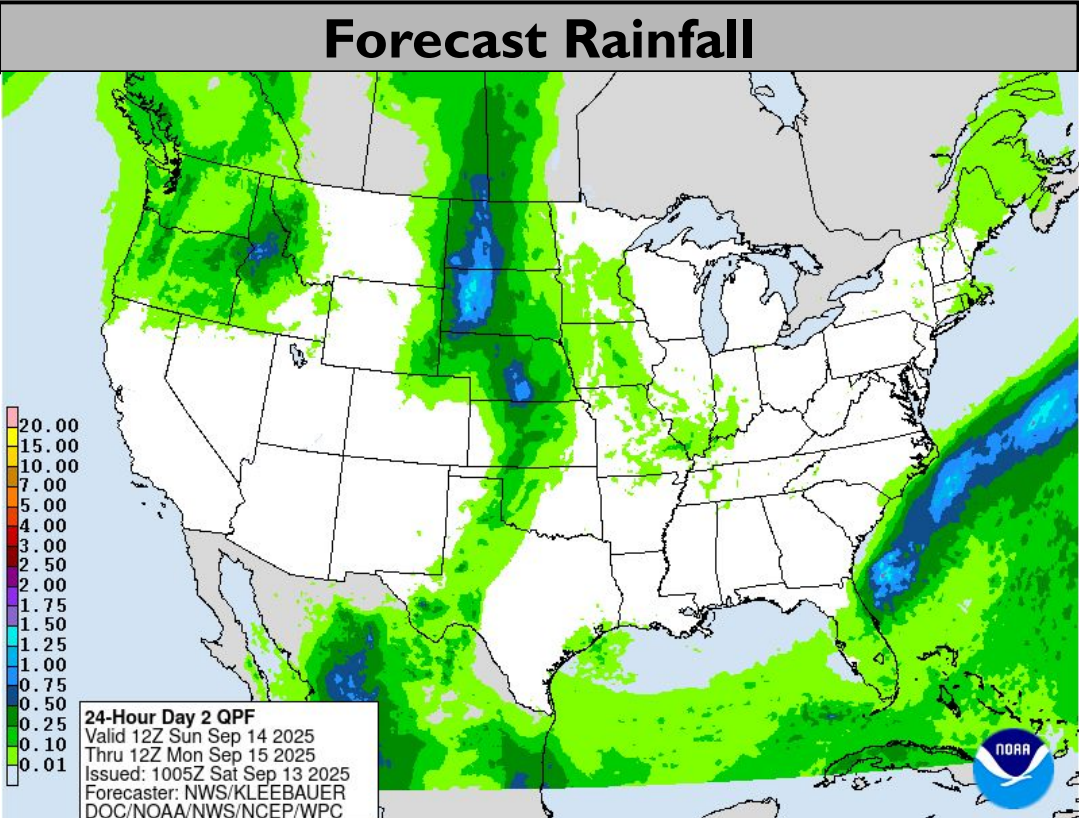 Forecast Rainfall
20.00
15.00
10.00
7.00
5.00
4.00
3.00
2.50
2.00
1.75
1.50
1.25
1.00
0.75
0.50
0.25
0.10
0.01
24-Hour Day 2 QPF
Valid 12Z Sun Sep 14 2025
Thru 12Z Mon Sep 15 2025
Issued: 1005Z Sat Sep 13 2025
Forecaster: NWS/KLEEBAUER
DOC/NOAA/NWS/NCEP/WPC
NOAA